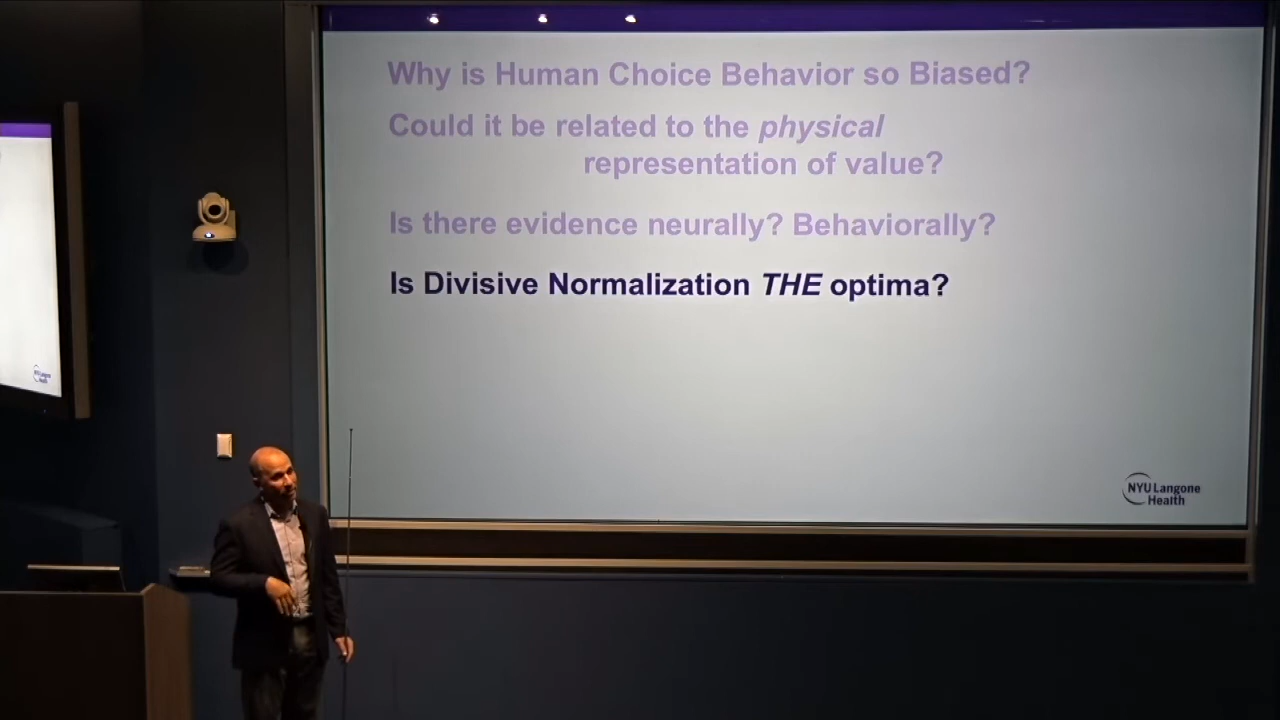 Why is Human Choice Behavior so Biased?
Could it be related to the physical
representation of value?
Is there evidence neurally? Behaviorally?
Is Divisive Normalization THE optima?
NYU Langone
Health